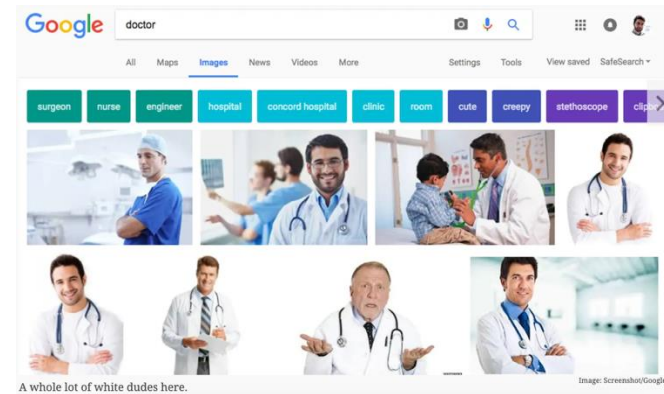 Google doctor
All Maps Images News Videos More Settings Tools View saved SafeSearch
surgeon nurse engineer hospital concord hospital clinic room cute creepy stethoscope
Image: Screenshot/Google
A whole lot of white dudes here.